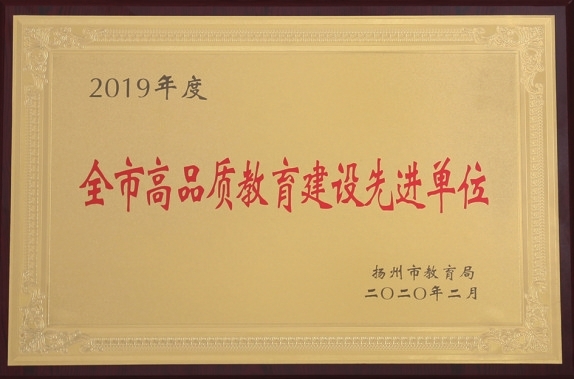 2019年度
全市高品质教育建设先进单位
扬州市教育局
二〇二〇年二月